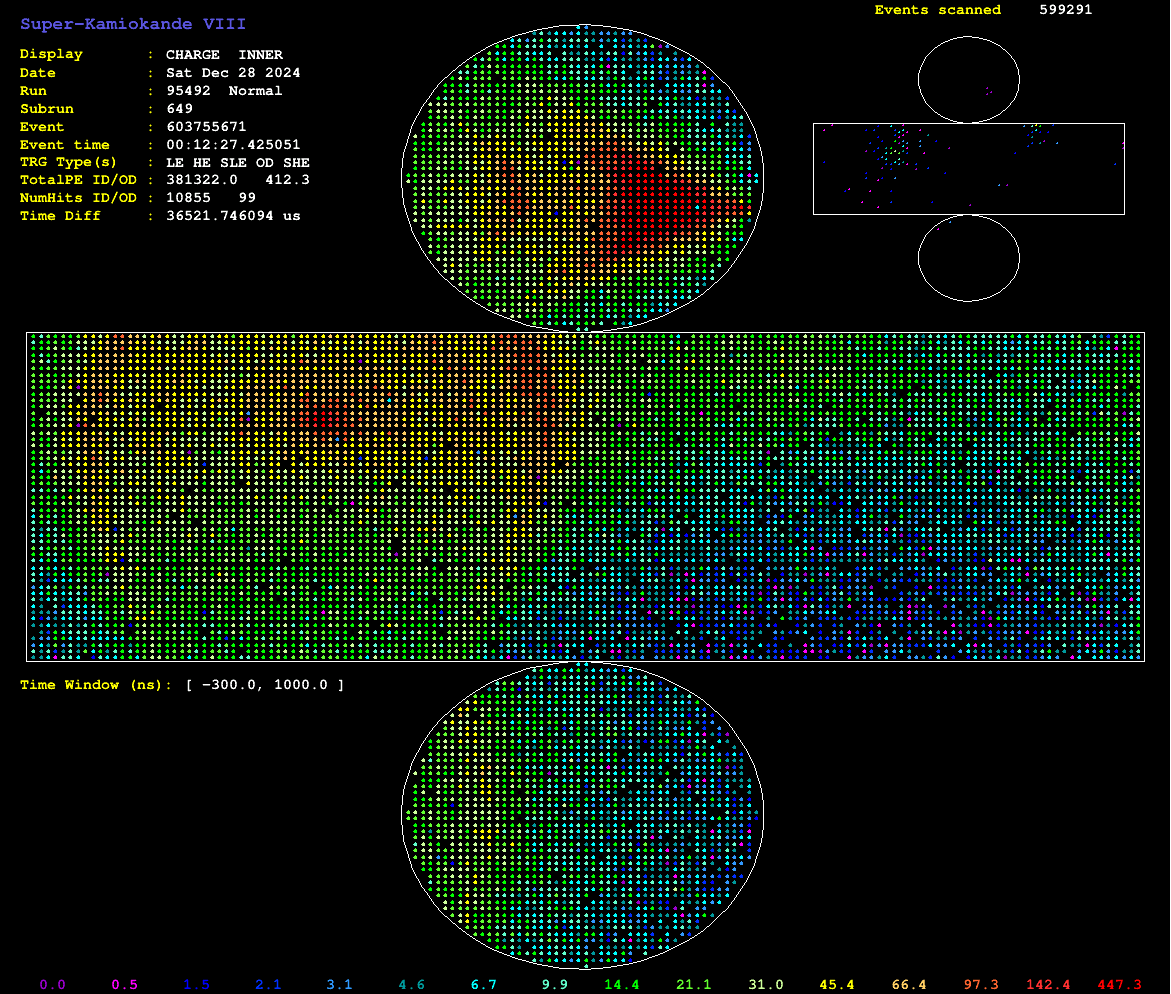 Super-Kamiokande VIII
Events scanned 599291
Display : CHARGE INNER
Date : Sat Dec 28 2024
Run : 95492 Normal
Subrun : 649
Event : 603755671
Event time : 00:12:27.425051
TRG Type(s) : LE HE SLE OD SHE
TotalPE ID/OD : 381322.0 412.3
NumHits ID/OD : 10855 99
Time Diff : 36521.746094 us
Time Window (ns): [ −300.0, 1000.0 ]
0.0 0.5 1.5 2.1 3.1 4.6 6.7 9.9 14.4 21.1 31.0 45.4 66.4 97.3 142.4 447.3